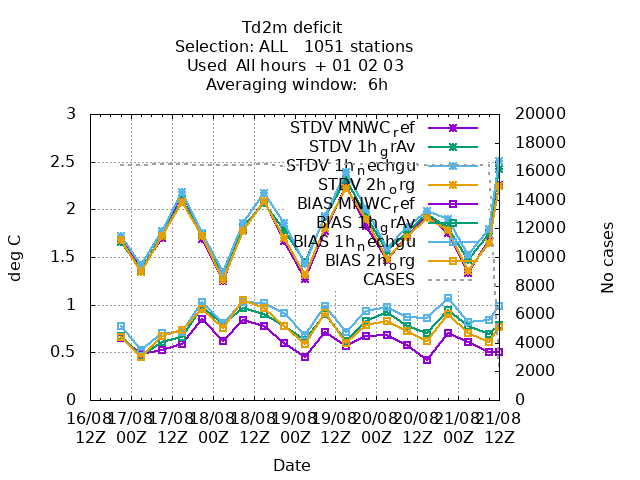 Td2m deficit
Selection: ALL   1051 stations
Used  All hours  + 01 02 03
Averaging window:  6h
3
2.5
2
1.5
1
0.5
0
deg C
20000
18000
16000
14000
12000
10000
8000
6000
4000
2000
0
No cases
STDV MNWC_ref
STDV 1h_grAv
STDV 1h_nechgu
STDV 2h_org
BIAS MNWC_ref
BIAS 1h_grAv
BIAS 1h_nechgu
BIAS 2h_org
CASES
16/08 17/08 17/08 18/08 18/08 19/08 19/08 20/08 20/08 21/08 21/08
12Z 00Z 12Z 00Z 12Z 00Z 12Z 00Z 12Z 00Z 12Z
Date